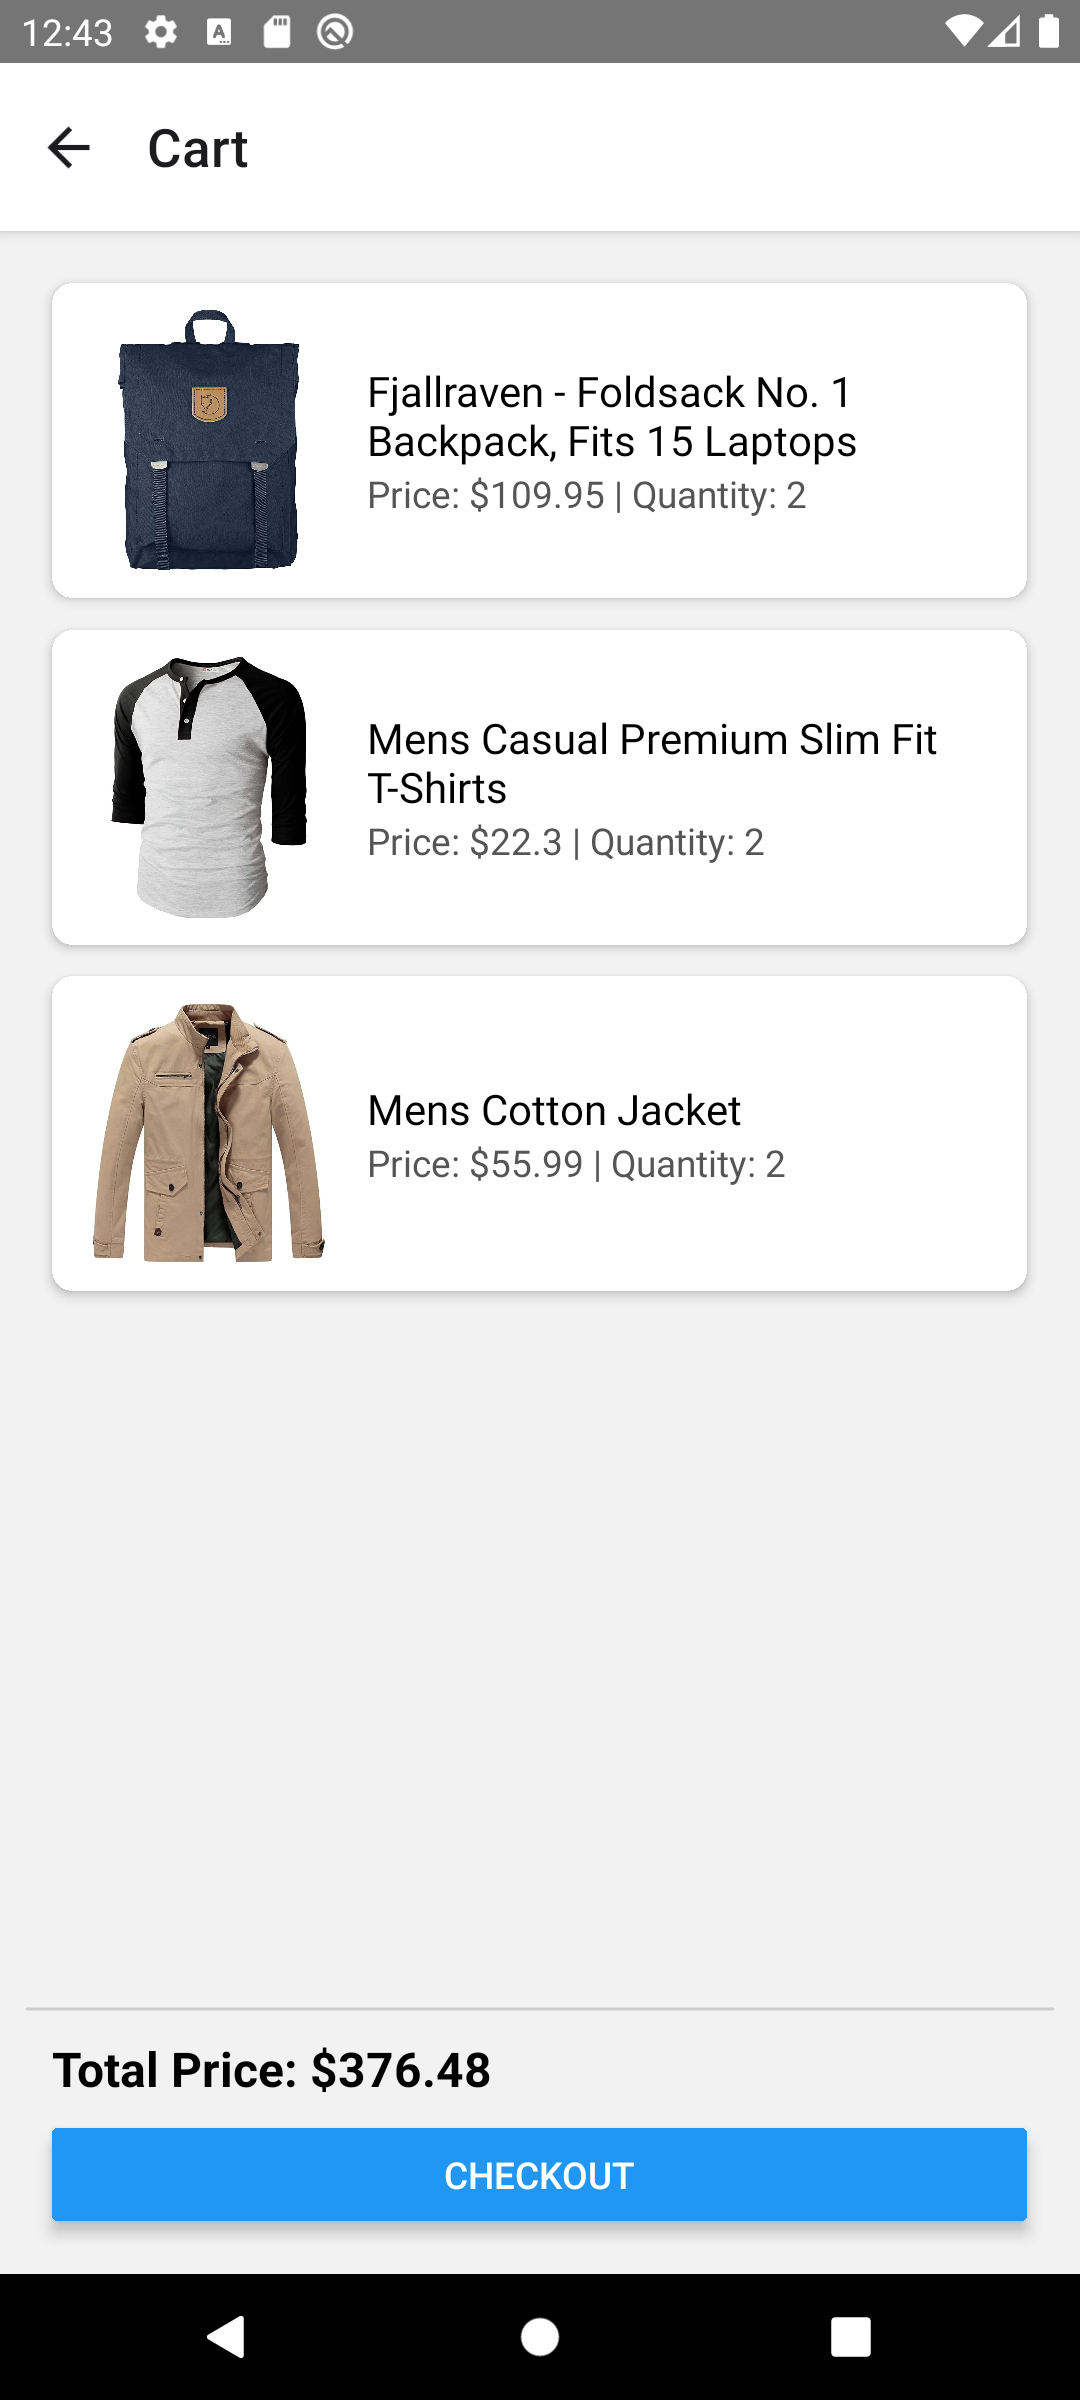 12:43
Cart
Fjallraven - Foldsack No. 1
Backpack, Fits 15 Laptops
Price: $109.95 | Quantity: 2
Mens Casual Premium Slim Fit
T-Shirts
Price: $22.3 | Quantity: 2
Mens Cotton Jacket
Price: $55.99 | Quantity: 2
Total Price: $376.48
CHECKOUT